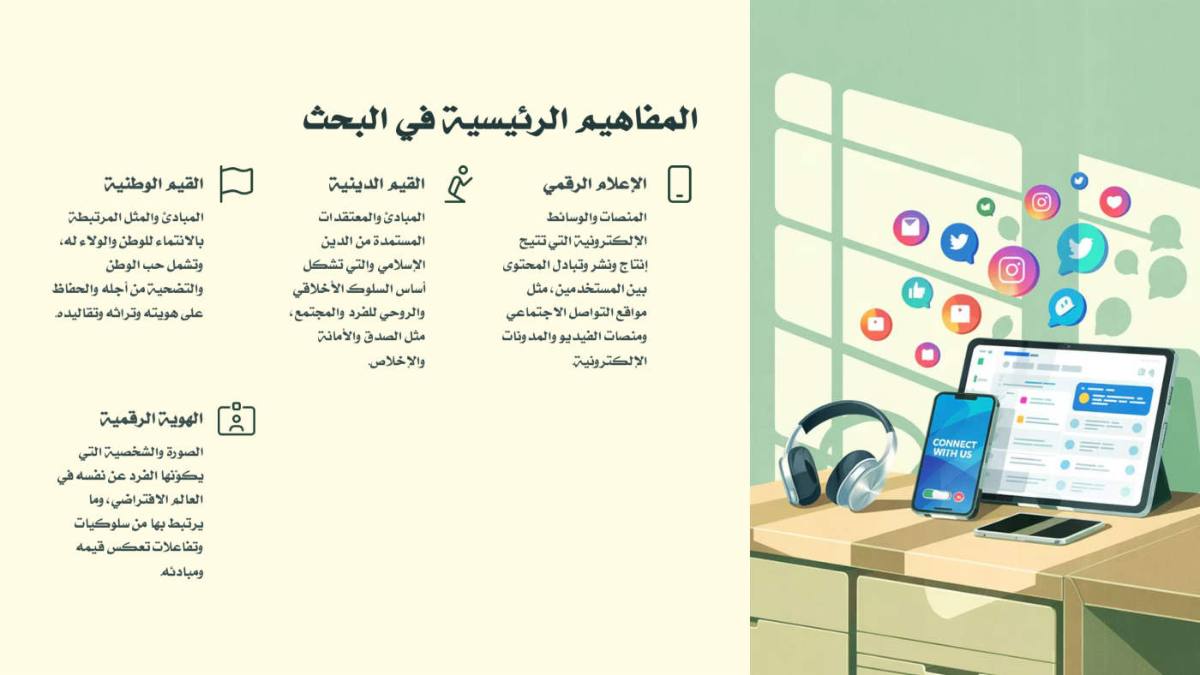 المفاهيم الرئيسية في البحث
الإعلام الرقمي
المنصات والوسائط
الإلكترونية التي تتيح
إنتاج ونشر وتبادل المحتوى
بين المستخدمين، مثل
مواقع التواصل الاجتماعي
ومنصات الفيديو والمدونات
الإلكترونية.
القيم الدينية
المبادئ والمعتقدات
المستمدة من الدين
الإسلامي والتي تشكل
أساس السلوك الأخلاقي
والروحي للفرد والمجتمع،
مثل الصدق والأمانة
والإخلاص.
القيم الوطنية
المبادئ والمثل المرتبطة
بالانتماء للوطن والولاء له،
وتشمل حب الوطن
والتضحية من أجله والحفاظ
على هويته وتراثه وتقاليده.
الهوية الرقمية
الصورة والشخصية التي
يكوّنها الفرد عن نفسه في
العالم الافتراضي، وما
يرتبط بها من سلوكيات
وتفاعلات تعكس قيمه
ومبادئه.
CONNECT
WITH US